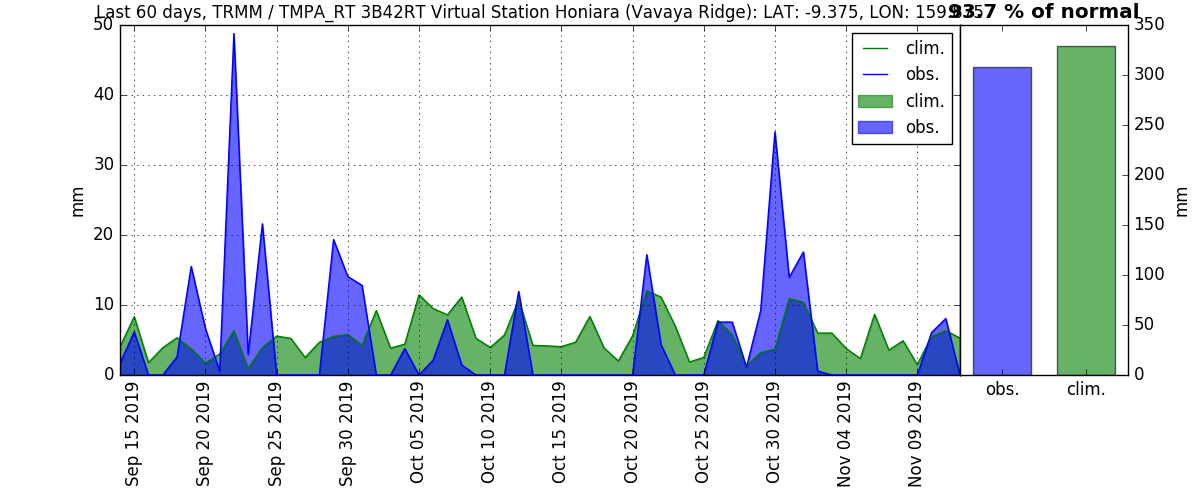 Last 60 days, TRMM / TMPA_RT 3B42RT Virtual Station Honiara (Vavaya Ridge): LAT: -9.375, LON:
93.7 % of normal
clim.
obs.
clim.
obs.
50
40
30
20
10
0
mm
Sep 15 2019
Sep 20 2019
Sep 25 2019
Sep 30 2019
Oct 05 2019
Oct 10 2019
Oct 15 2019
Oct 20 2019
Oct 25 2019
Oct 30 2019
Nov 04 2019
Nov 09 2019
350
300
250
200
150
100
50
0
mm
obs.
clim.